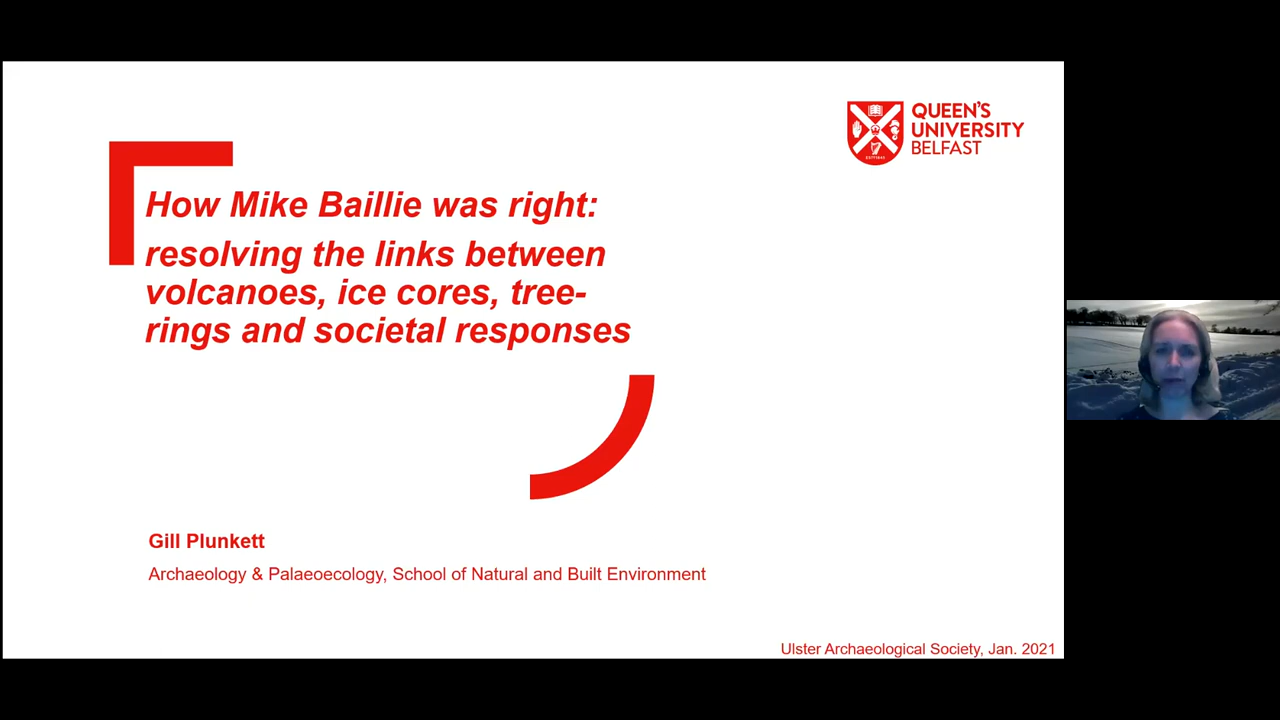 QUEEN'S
UNIVERSITY
BELFAST
How Mike Baillie was right:
resolving the links between
volcanoes, ice cores, tree-
rings and societal responses
Gill Plunkett
Archaeology & Palaeoecology, School of Natural and Built Environment
Ulster Archaeological Society, Jan. 2021